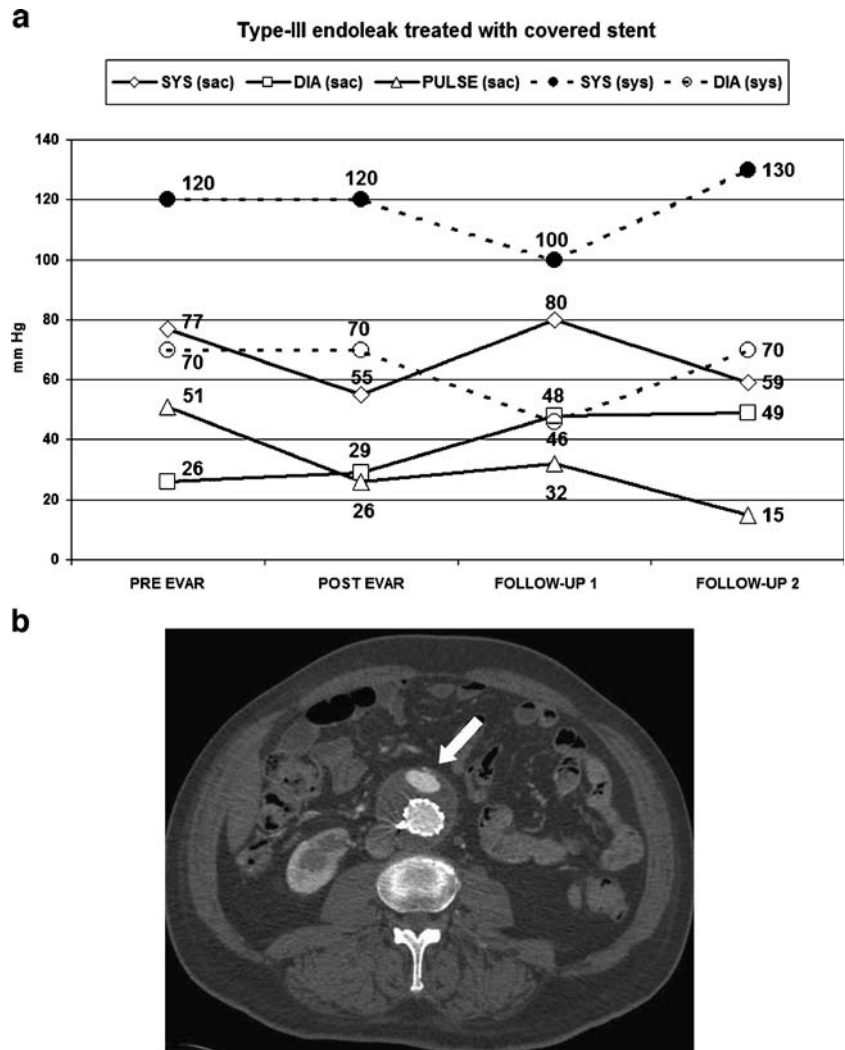 a
Type-III endoleak treated with covered stent
SYS (sac) DIA (sac) PULSE (sac) SYS (sys) DIA (sys)
140
120
100
80
60
40
20
0
mm Hg
120 120 100 130
77 55 80 59
70 70 46 70
51 26 32 15
26 29 48 49
PRE EVAR POST EVAR FOLLOW-UP 1 FOLLOW-UP 2
b